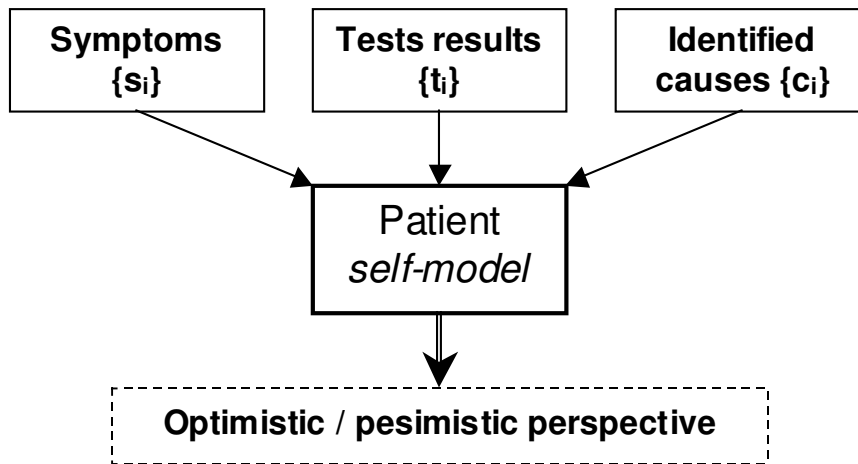 Symptoms
{si}
Tests results
{ti}
Identified
causes {ci}
Patient
self-model
Optimistic / pesimistic perspective